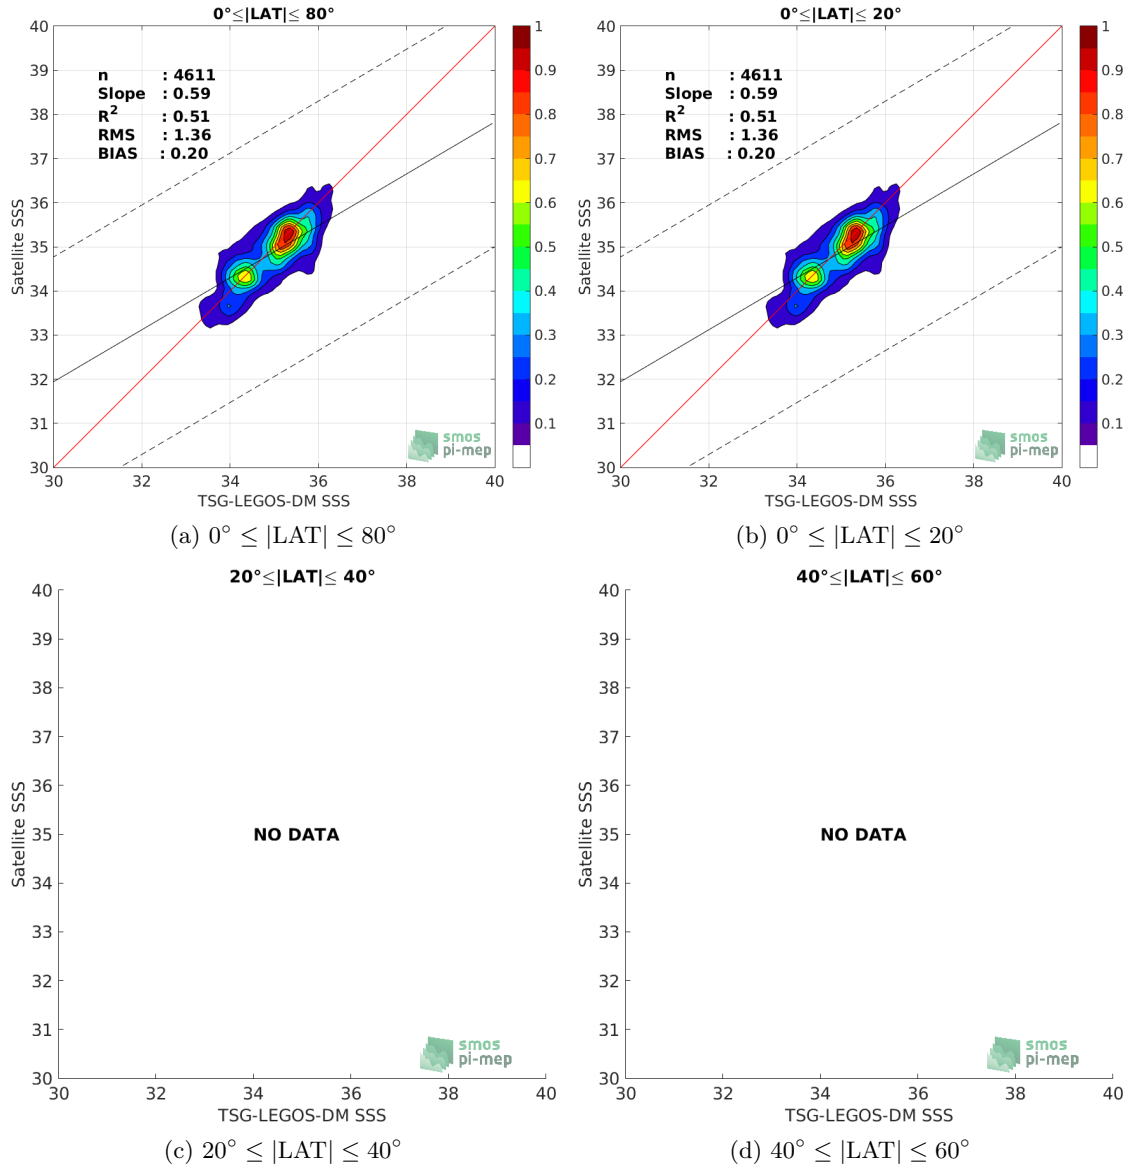 0°≤|LAT|≤ 80°
40
39
38
37
36
35
34
33
32
31
30
30
32
34
36
38
40
Satellite SSS
TSG-LEGOS-DM SSS
n : 4611
Slope : 0.59
R² : 0.51
RMS : 1.36
BIAS : 0.20
1
0.9
0.8
0.7
0.6
0.5
0.4
0.3
0.2
0.1
smos
pi-mep
(a) 0° ≤ |LAT| ≤ 80°
0°≤|LAT|≤ 20°
40
39
38
37
36
35
34
33
32
31
30
30
32
34
36
38
40
Satellite SSS
TSG-LEGOS-DM SSS
n : 4611
Slope : 0.59
R² : 0.51
RMS : 1.36
BIAS : 0.20
1
0.9
0.8
0.7
0.6
0.5
0.4
0.3
0.2
0.1
smos
pi-mep
(b) 0° ≤ |LAT| ≤ 20°
20°≤|LAT|≤ 40°
40
39
38
37
36
35
34
33
32
31
30
30
32
34
36
38
40
Satellite SSS
TSG-LEGOS-DM SSS
NO DATA
smos
pi-mep
(c) 20° ≤ |LAT| ≤ 40°
40°≤|LAT|≤ 60°
40
39
38
37
36
35
34
33
32
31
30
30
32
34
36
38
40
Satellite SSS
TSG-LEGOS-DM SSS
NO DATA
smos
pi-mep
(d) 40° ≤ |LAT| ≤ 60°